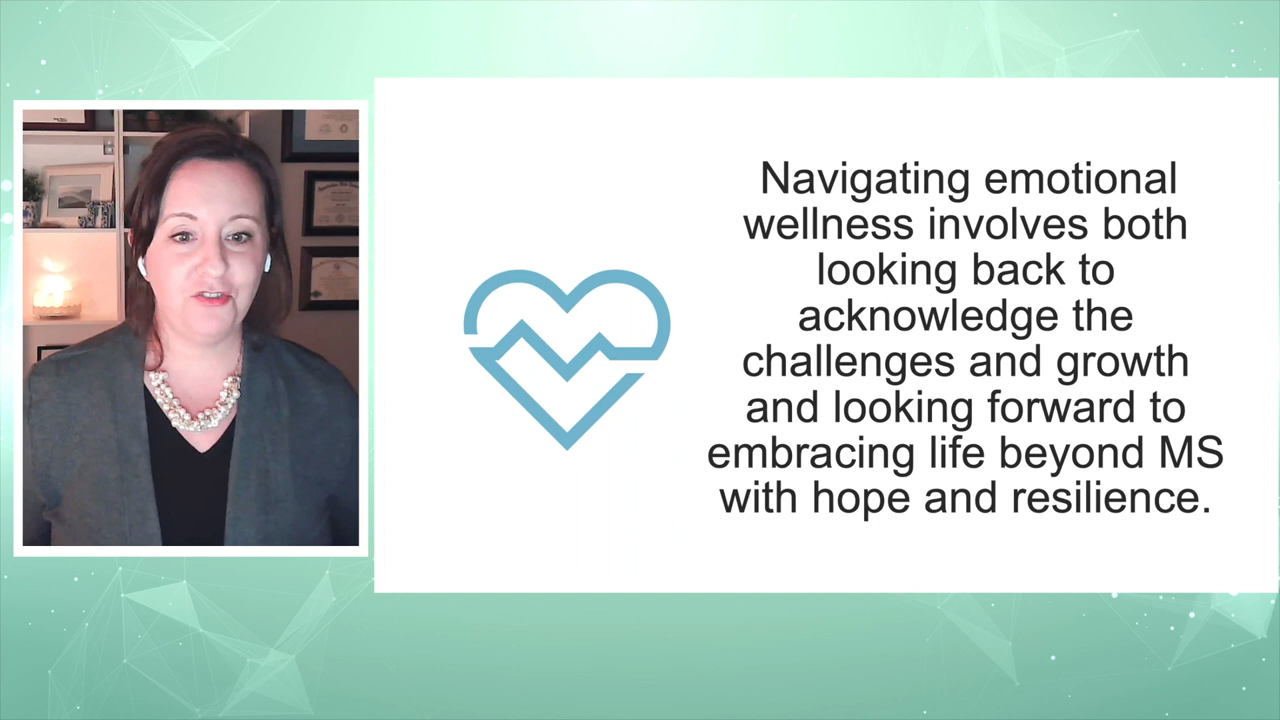 Navigating emotional
wellness involves both
looking back to
acknowledge the
challenges and growth
and looking forward to
embracing life beyond MS
with hope and resilience.